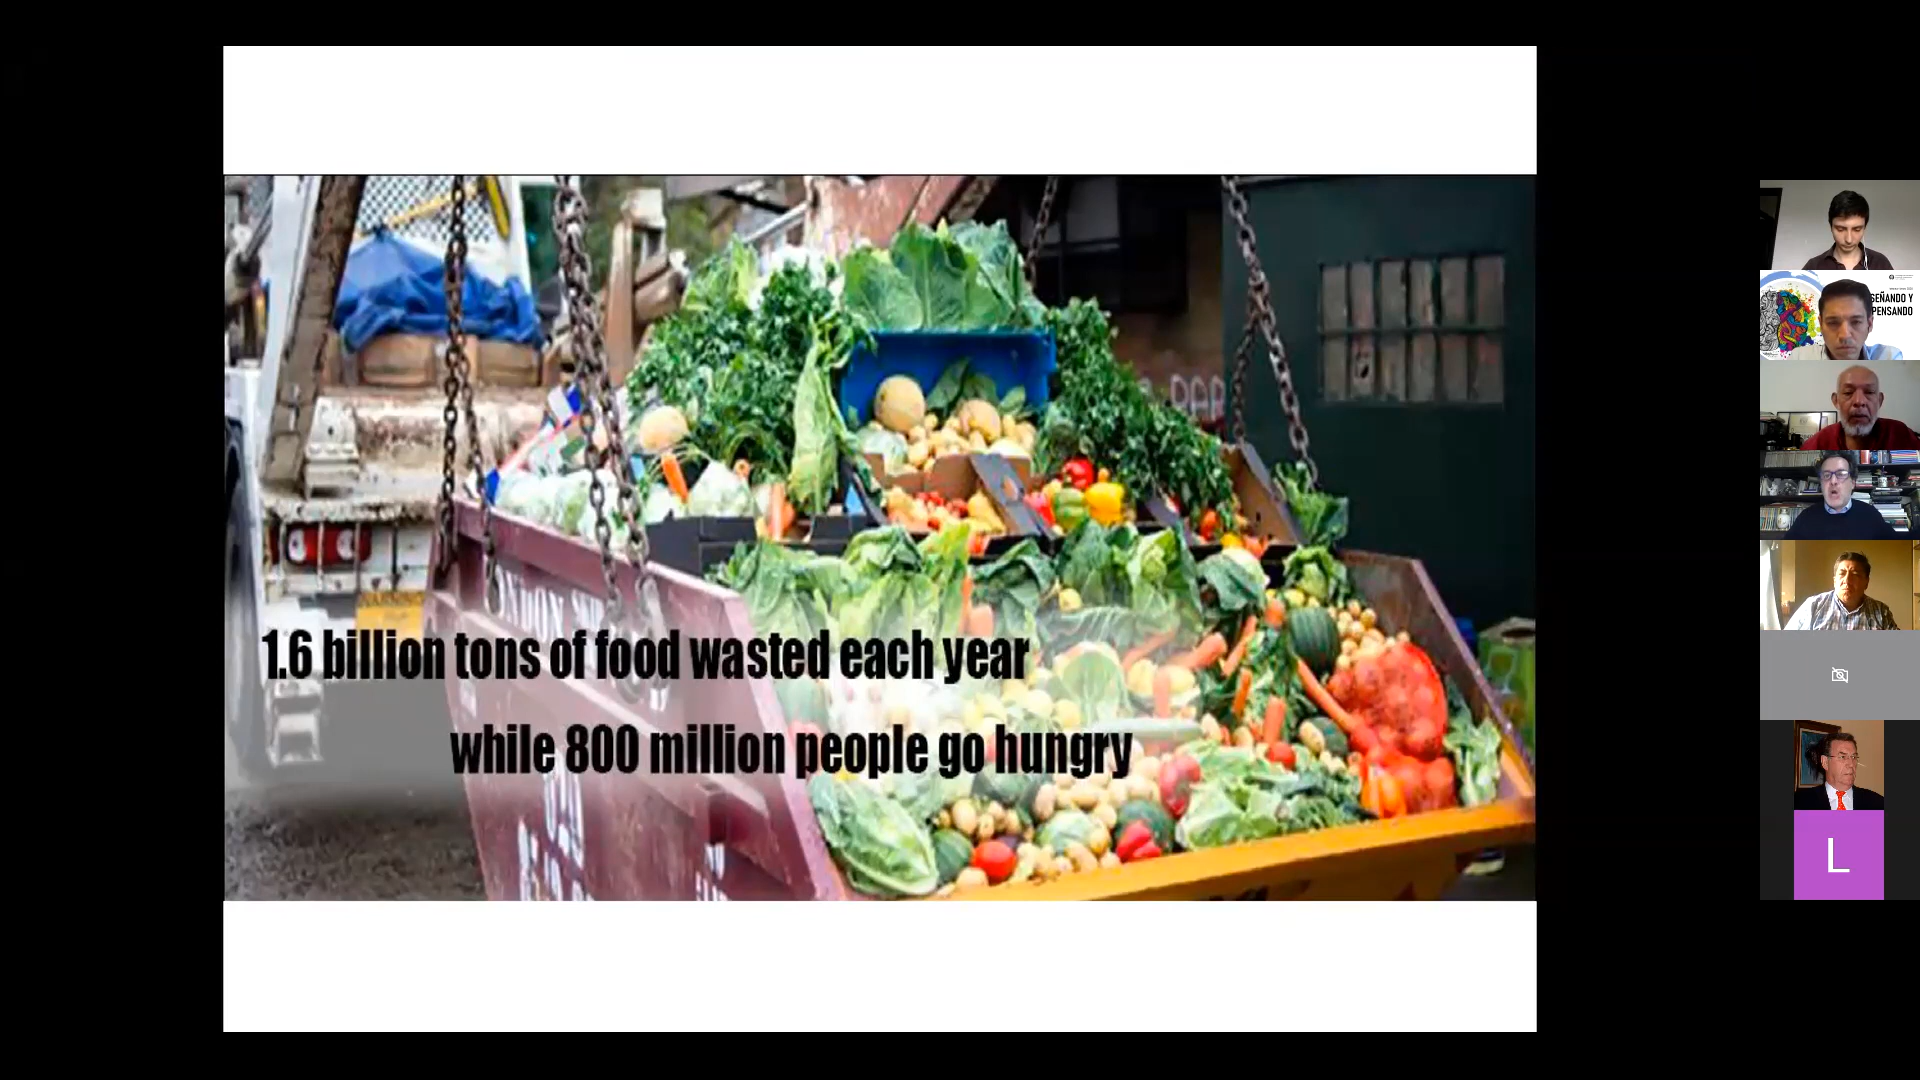 1.6 billion tons of food wasted each year
while 800 million people go hungry
SEÑANDO Y
PENSANDO
L